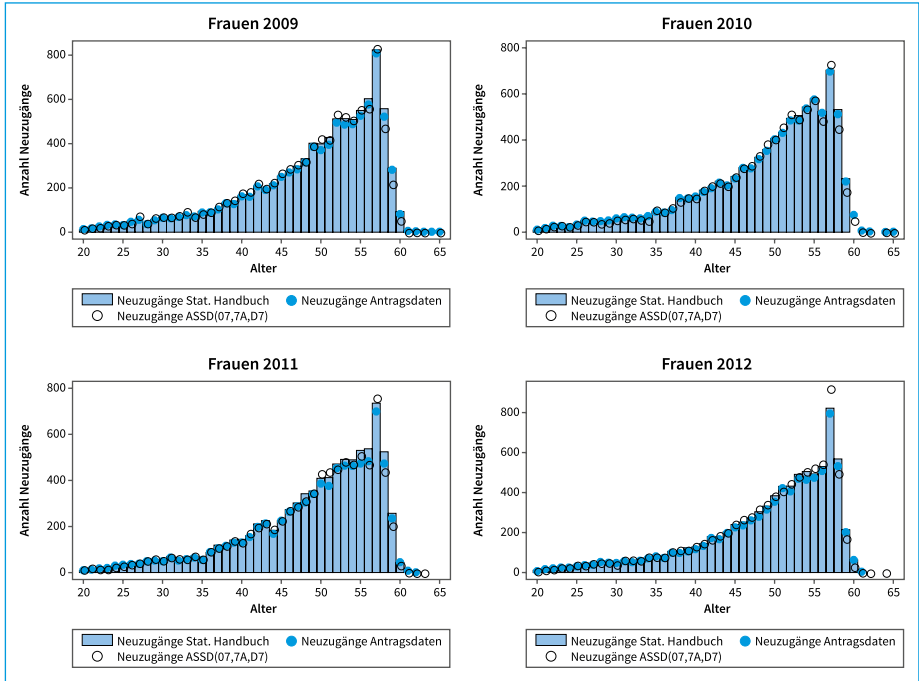 Frauen 2009
Anzahl Neuzugänge
800
600
400
200
0
20 25 30 35 40 45 50 55 60 65
Alter
Neuzugänge Stat. Handbuch Neuzugänge Antragsdaten
Neuzugänge ASSD(07,7A,D7)
Frauen 2010
Anzahl Neuzugänge
800
600
400
200
0
20 25 30 35 40 45 50 55 60 65
Alter
Neuzugänge Stat. Handbuch Neuzugänge Antragsdaten
Neuzugänge ASSD(07,7A,D7)
Frauen 2011
Anzahl Neuzugänge
800
600
400
200
0
20 25 30 35 40 45 50 55 60 65
Alter
Neuzugänge Stat. Handbuch Neuzugänge Antragsdaten
Neuzugänge ASSD(07,7A,D7)
Frauen 2012
Anzahl Neuzugänge
800
600
400
200
0
20 25 30 35 40 45 50 55 60 65
Alter
Neuzugänge Stat. Handbuch Neuzugänge Antragsdaten
Neuzugänge ASSD(07,7A,D7)